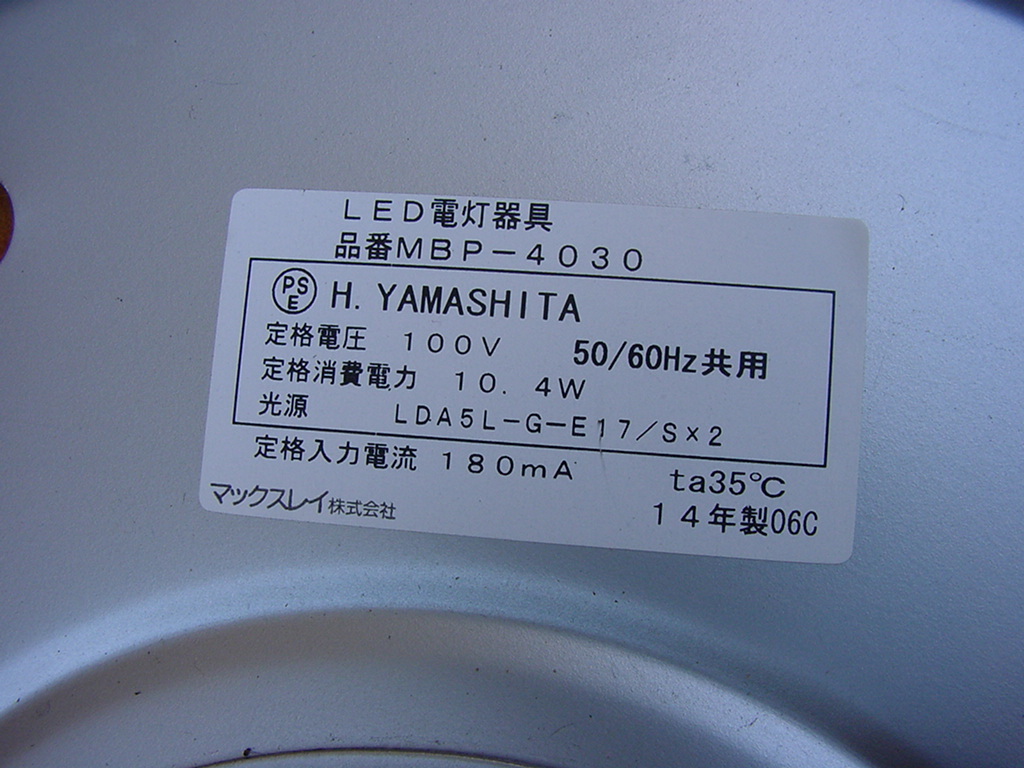 LED電灯器具
品番MBP-4030
PSE H. YAMASHITA
定格電圧 100V 50/60Hz共用
定格消費電力 10.4W
光源 LDA5L-G-E17/S×2
定格入力電流 180mA ta35℃
マックスレイ株式会社 14年製06C